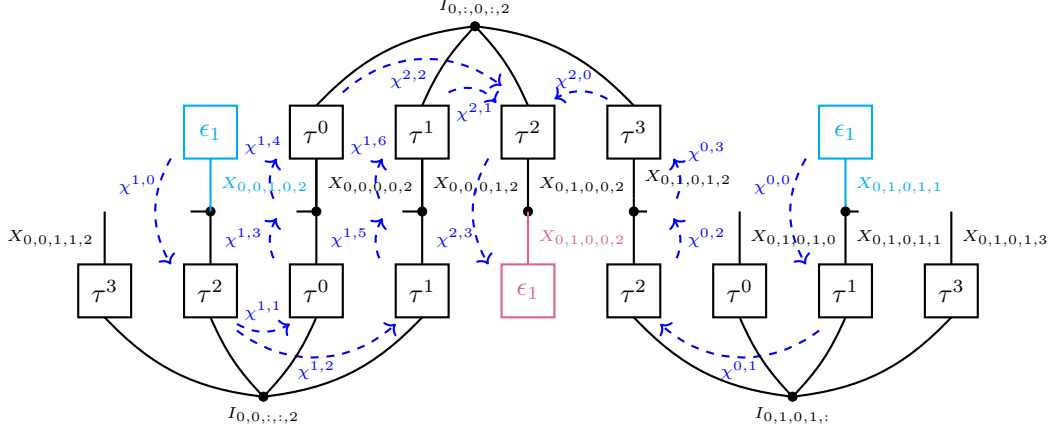 I_{0,:,0,:,2}
χ^{2,2} χ^{2,0}
χ^{2,1}
ϵ_1 τ^0 τ^1 τ^2 τ^3 ϵ_1
χ^{1,4} χ^{1,6} χ^{0,3}
χ^{1,0} X_{0,0,1,0,2} X_{0,0,0,0,2} X_{0,0,0,1,2} X_{0,1,0,0,2} X_{0,1,0,1,2} χ^{0,0} X_{0,1,0,1,1}
X_{0,0,1,1,2} χ^{1,3} χ^{1,5} χ^{2,3} X_{0,1,0,0,2} χ^{0,2} X_{0,1,0,1,0} X_{0,1,0,1,1} X_{0,1,0,1,3}
τ^3 τ^2 τ^0 τ^1 ϵ_1 τ^2 τ^0 τ^1 τ^3
χ^{1,1}
χ^{1,2} χ^{0,1}
I_{0,0,:,:,2} I_{0,1,0,1,:}